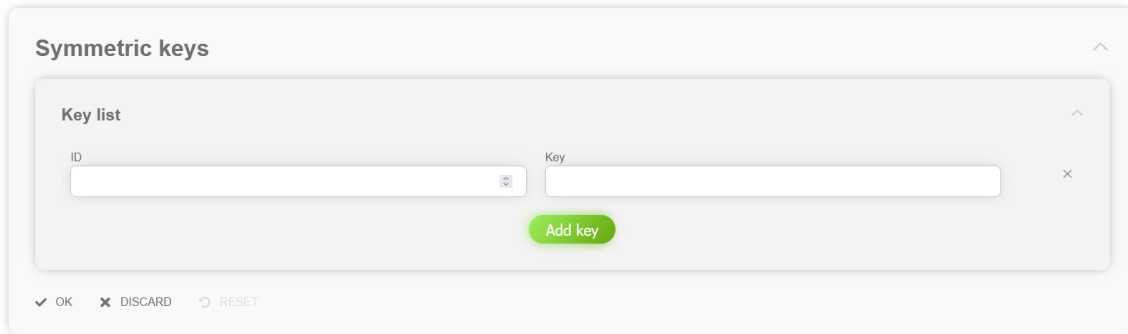 Symmetric keys
Key list
ID Key
Add key
OK DISCARD RESET